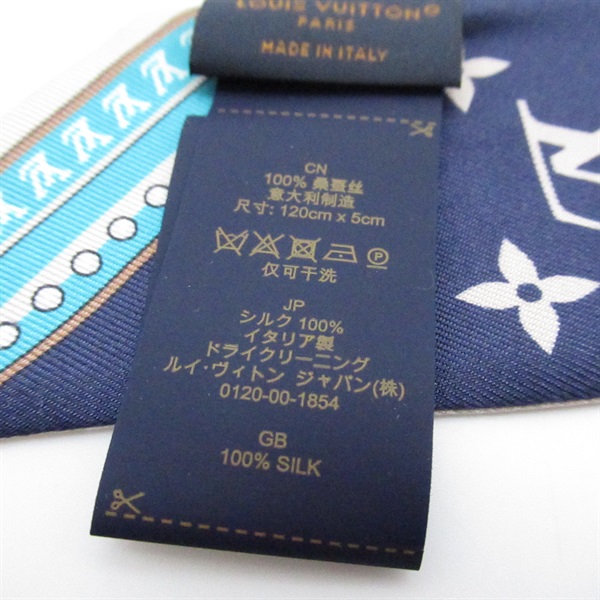 LOUIS VUITTON®
PARIS
MADE IN ITALY
CN
100% 桑蚕丝
意大利制造
尺寸: 120cm x 5cm
仅可干洗
JP
シルク 100%
イタリア製
ドライクリーニング
ルイ・ヴィトン ジャパン(株)
0120-00-1854
GB
100% SILK